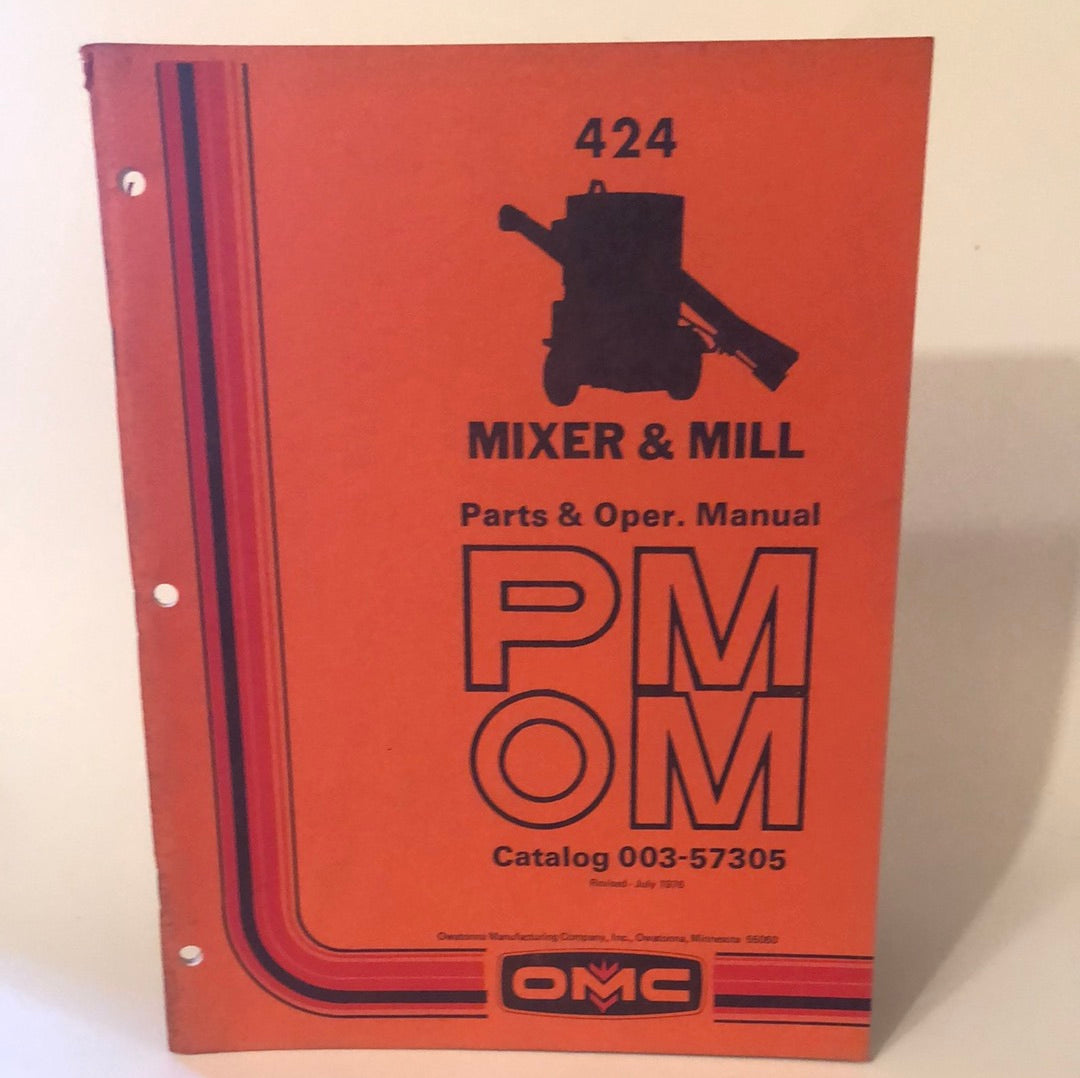 424
MIXER & MILL
Parts & Oper. Manual
PM
OM
Catalog 003-57305
Revised - July 1976
Owatonna Manufacturing Company, Inc., Owatonna, Minnesota 55060
OMC